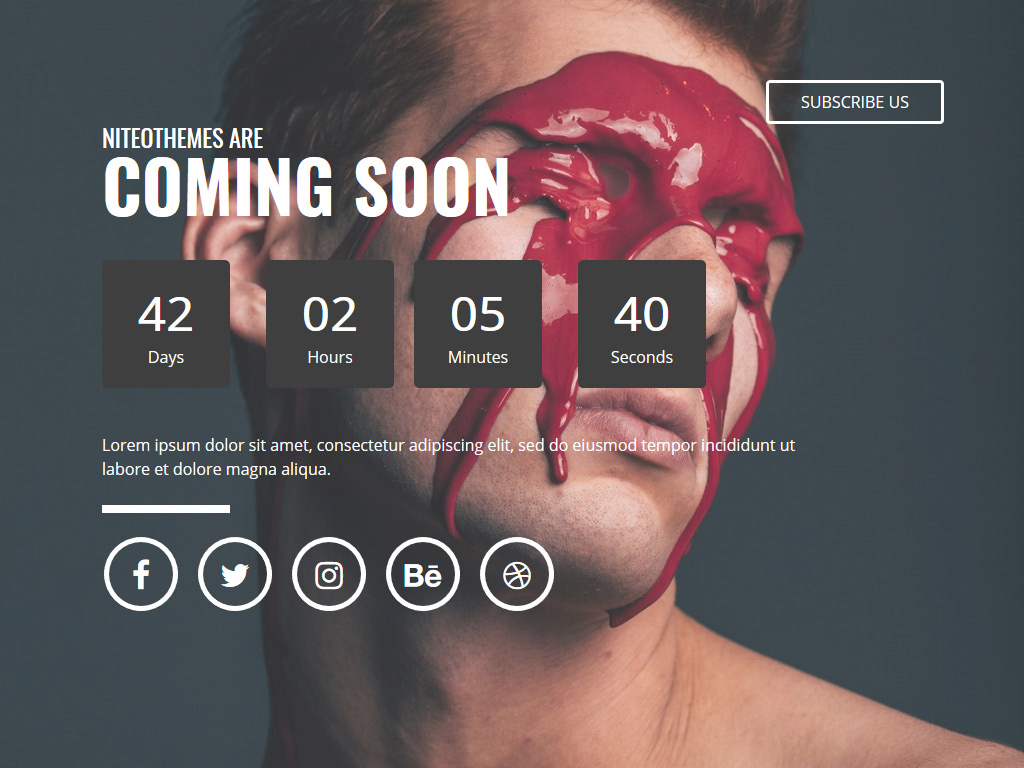 SUBSCRIBE US
NITEOTHEMES ARE
COMING SOON
42
Days
02
Hours
05
Minutes
40
Seconds
Lorem ipsum dolor sit amet, consectetur adipiscing elit, sed do eiusmod tempor incididunt ut
labore et dolore magna aliqua.
Bē